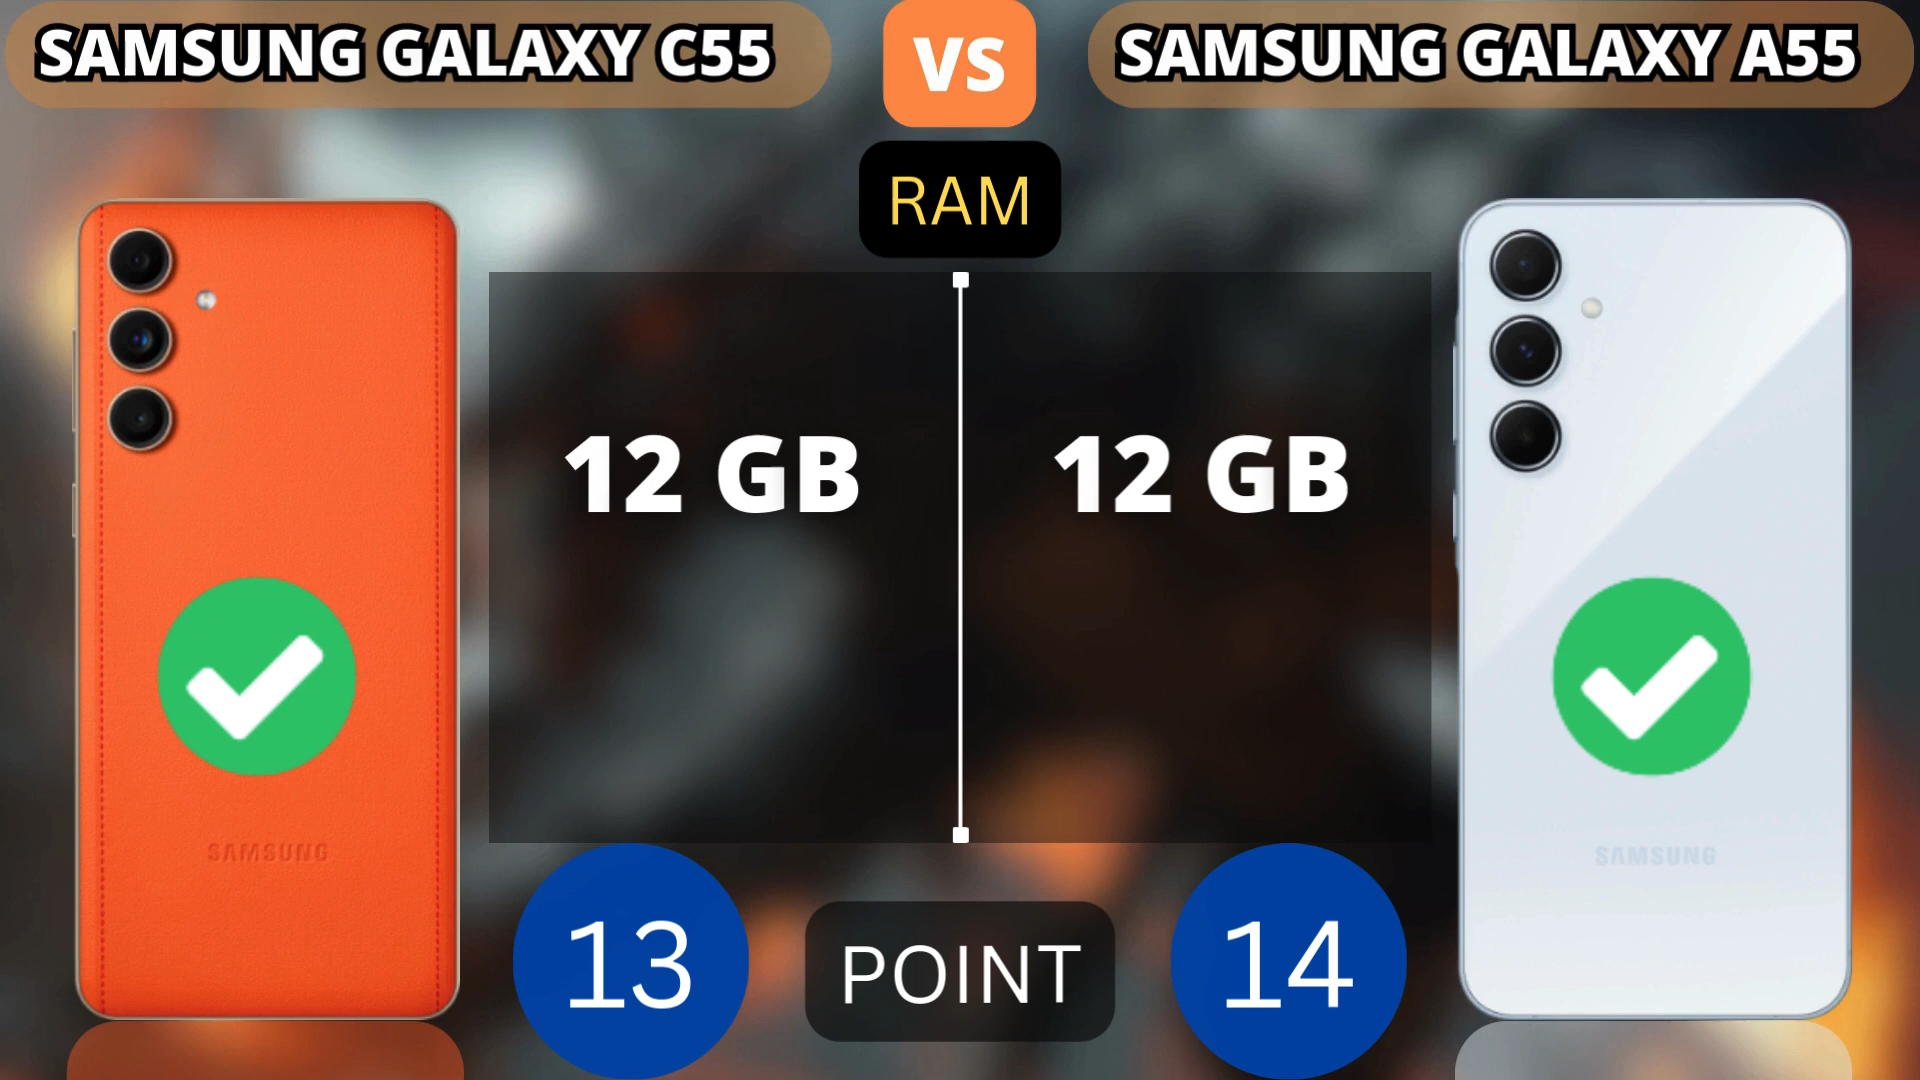 SAMSUNG GALAXY C55
VS
SAMSUNG GALAXY A55
RAM
12 GB
12 GB
SAMSUNG
SAMSUNG
13
POINT
14